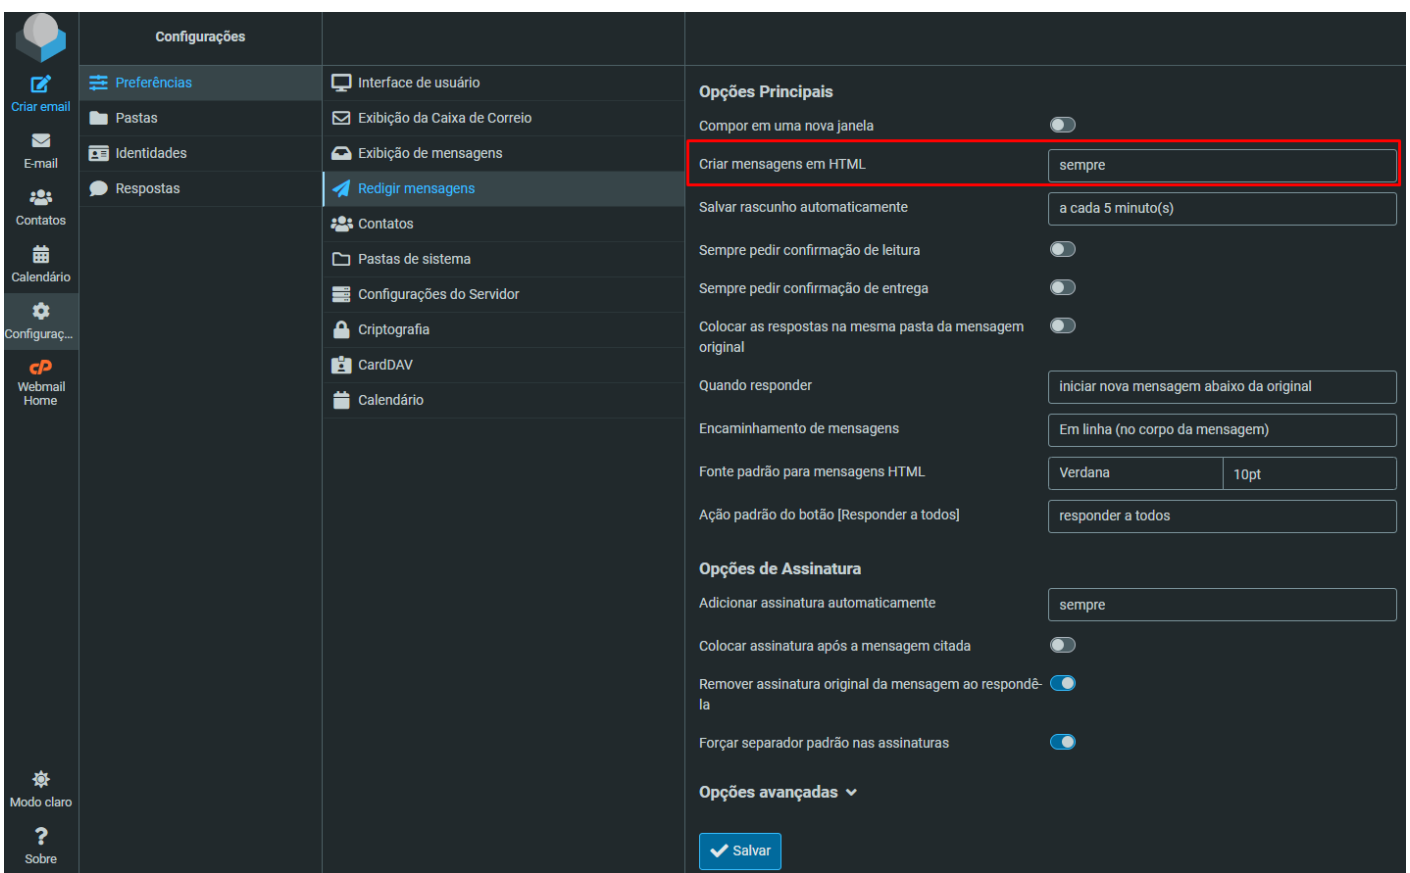 Criar email
E-mail
Contatos
Calendário
Configuraç...
cP
Webmail
Home
Modo claro
Sobre
Configurações
Preferências
Pastas
Identidades
Respostas
Interface de usuário
Exibição da Caixa de Correio
Exibição de mensagens
Redigir mensagens
Contatos
Pastas de sistema
Configurações do Servidor
Criptografia
CardDAV
Calendário
Opções Principais
Compor em uma nova janela
Criar mensagens em HTML sempre
Salvar rascunho automaticamente a cada 5 minuto(s)
Sempre pedir confirmação de leitura
Sempre pedir confirmação de entrega
Colocar as respostas na mesma pasta da mensagem
original
Quando responder iniciar nova mensagem abaixo da original
Encaminhamento de mensagens Em linha (no corpo da mensagem)
Fonte padrão para mensagens HTML Verdana 10pt
Ação padrão do botão [Responder a todos] responder a todos
Opções de Assinatura
Adicionar assinatura automaticamente sempre
Colocar assinatura após a mensagem citada
Remover assinatura original da mensagem ao respondê-
la
Forçar separador padrão nas assinaturas
Opções avançadas
Salvar